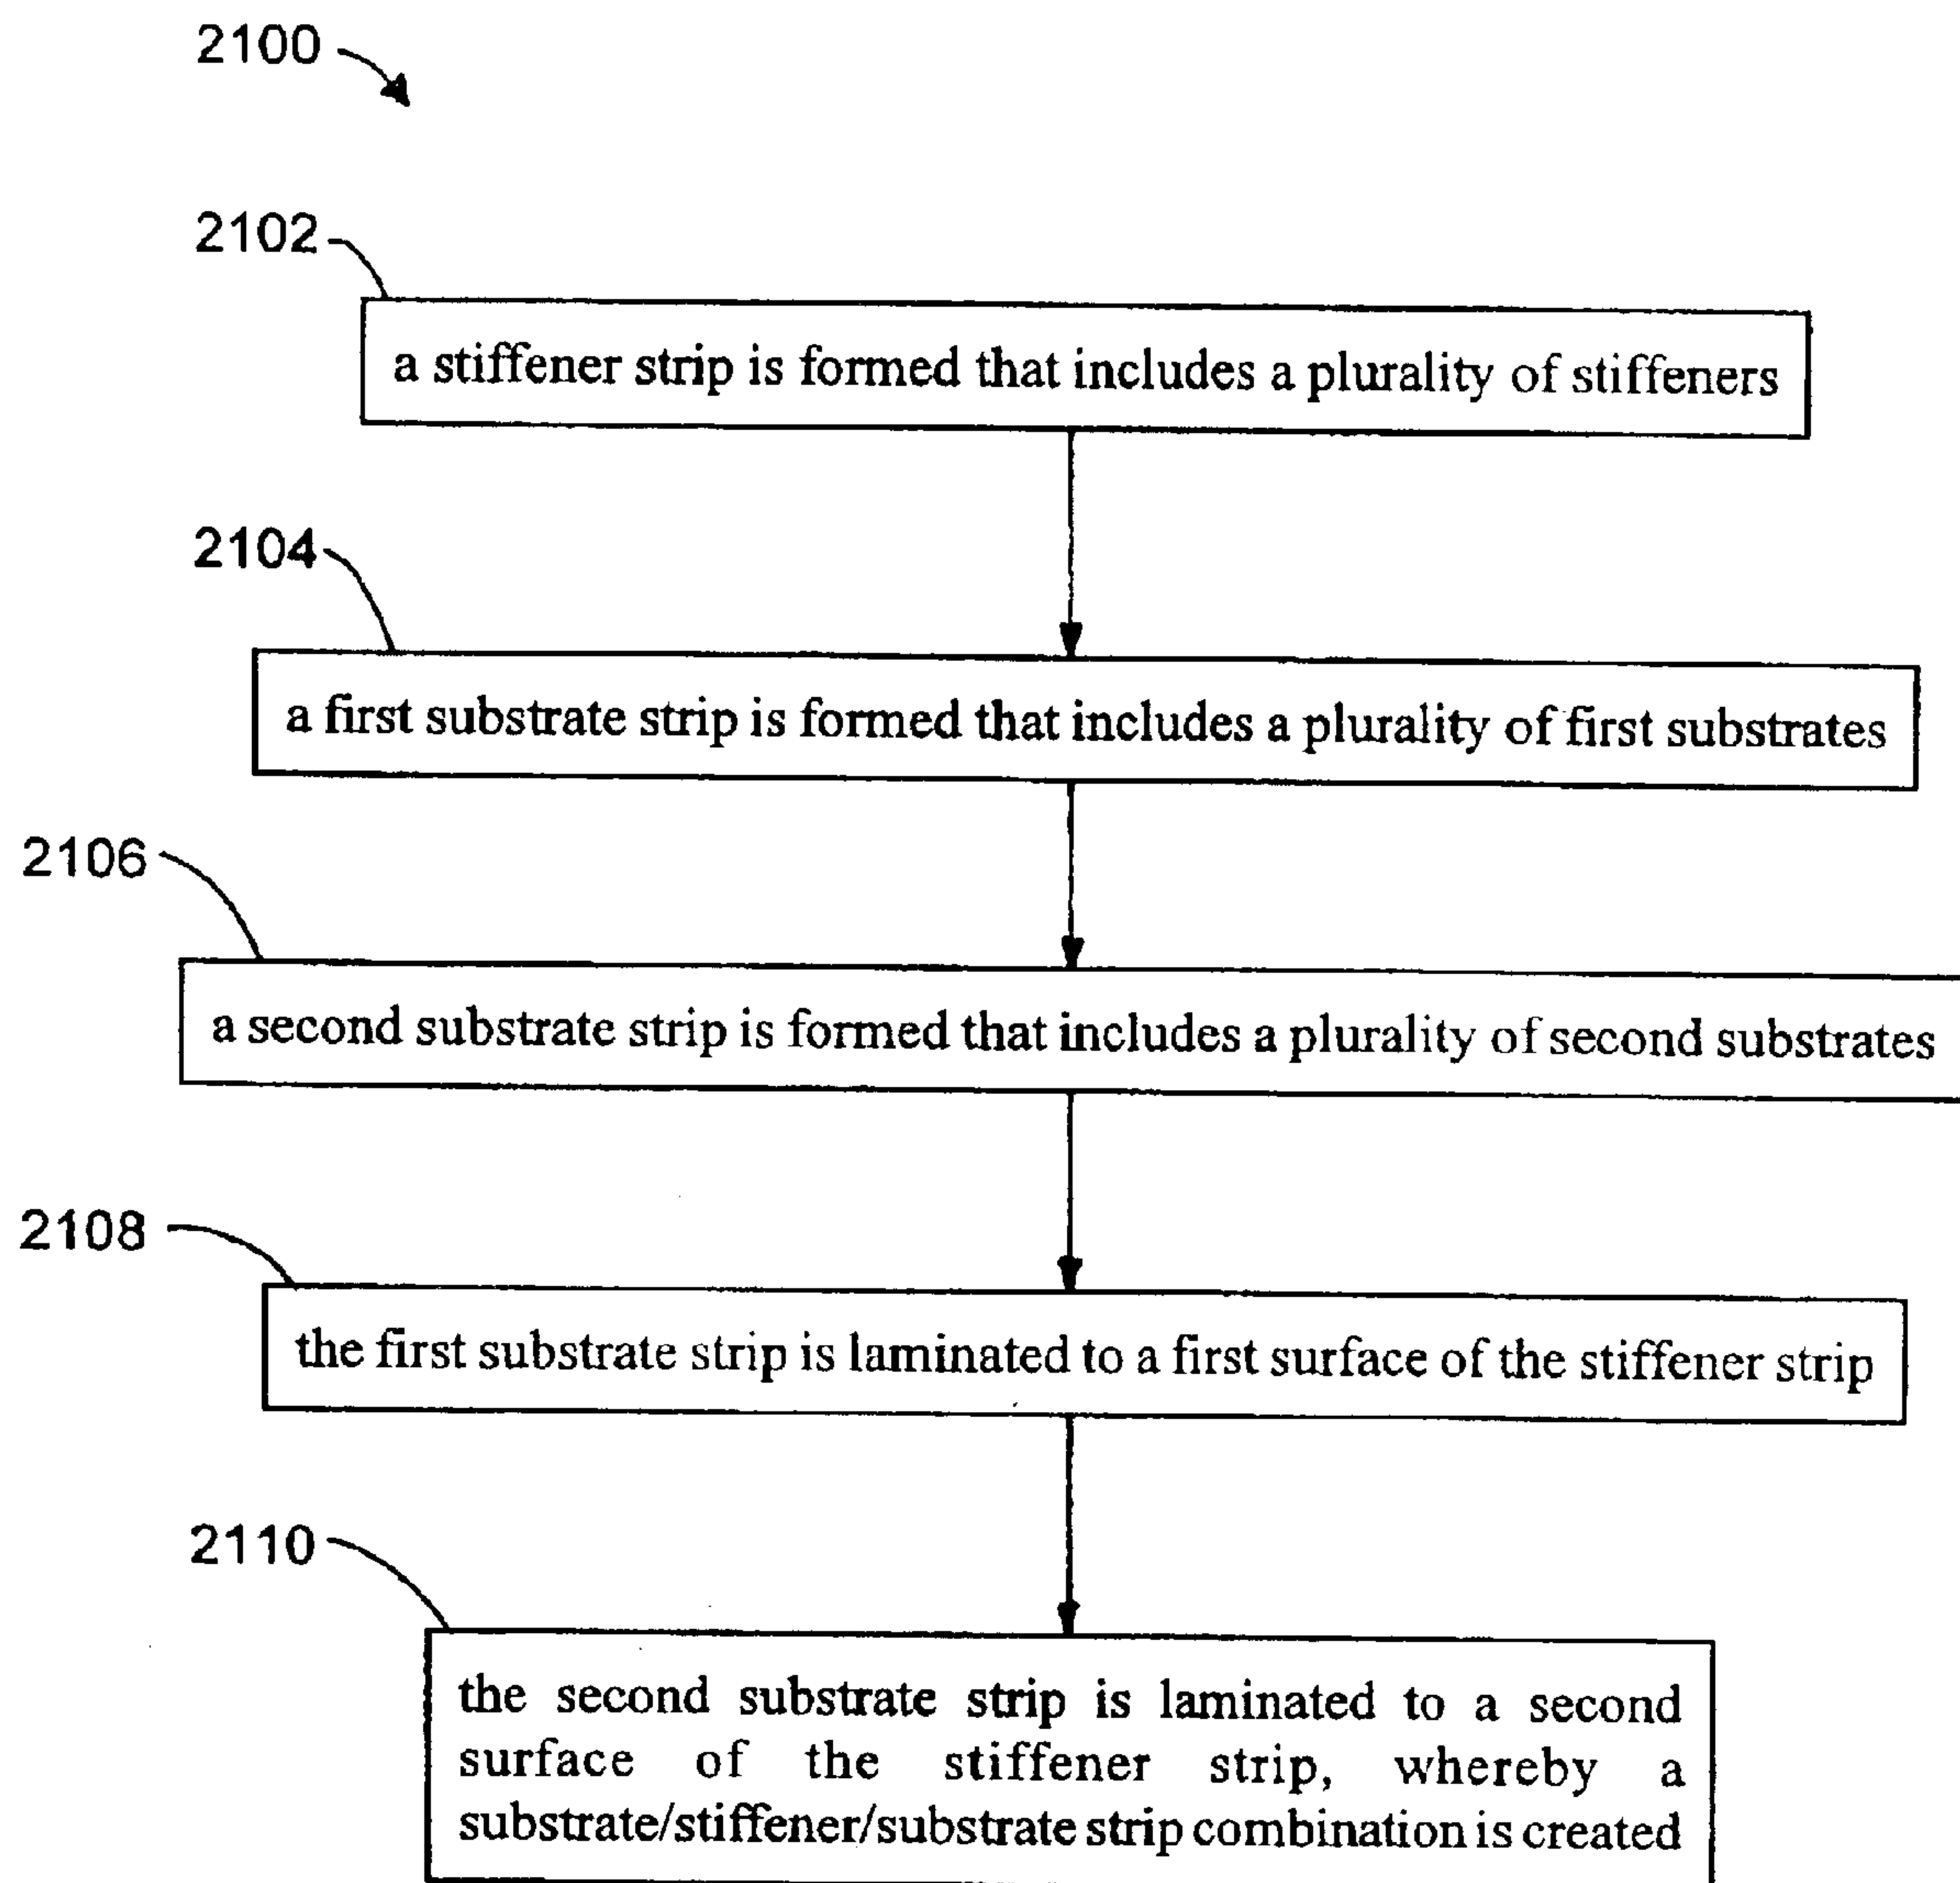 2100
2102
a stiffener strip is formed that includes a plurality of stiffeners
2104
a first substrate strip is formed that includes a plurality of first substrates
2106
a second substrate strip is formed that includes a plurality of second substrates
2108
the first substrate strip is laminated to a first surface of the stiffener strip
2110
the second substrate strip is laminated to a second
surface of the stiffener strip, whereby a
substrate/stiffener/substrate strip combination is created